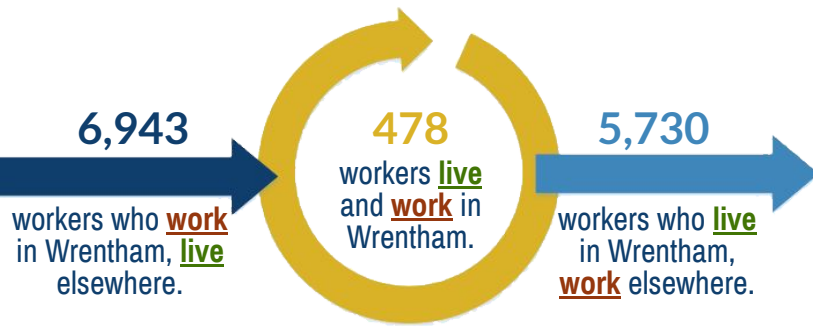 6,943
workers who work
in Wrentham, live
elsewhere.
478
workers live
and work in
Wrentham.
5,730
workers who live
in Wrentham,
work elsewhere.